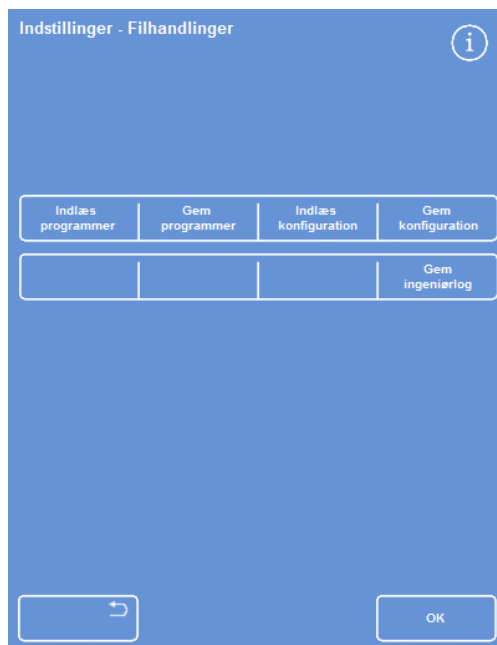 Indstillinger - Filhandlinger
i
Indlæs
programmer
Gem
programmer
Indlæs
konfiguration
Gem
konfiguration
Gem
ingeniørlog
OK